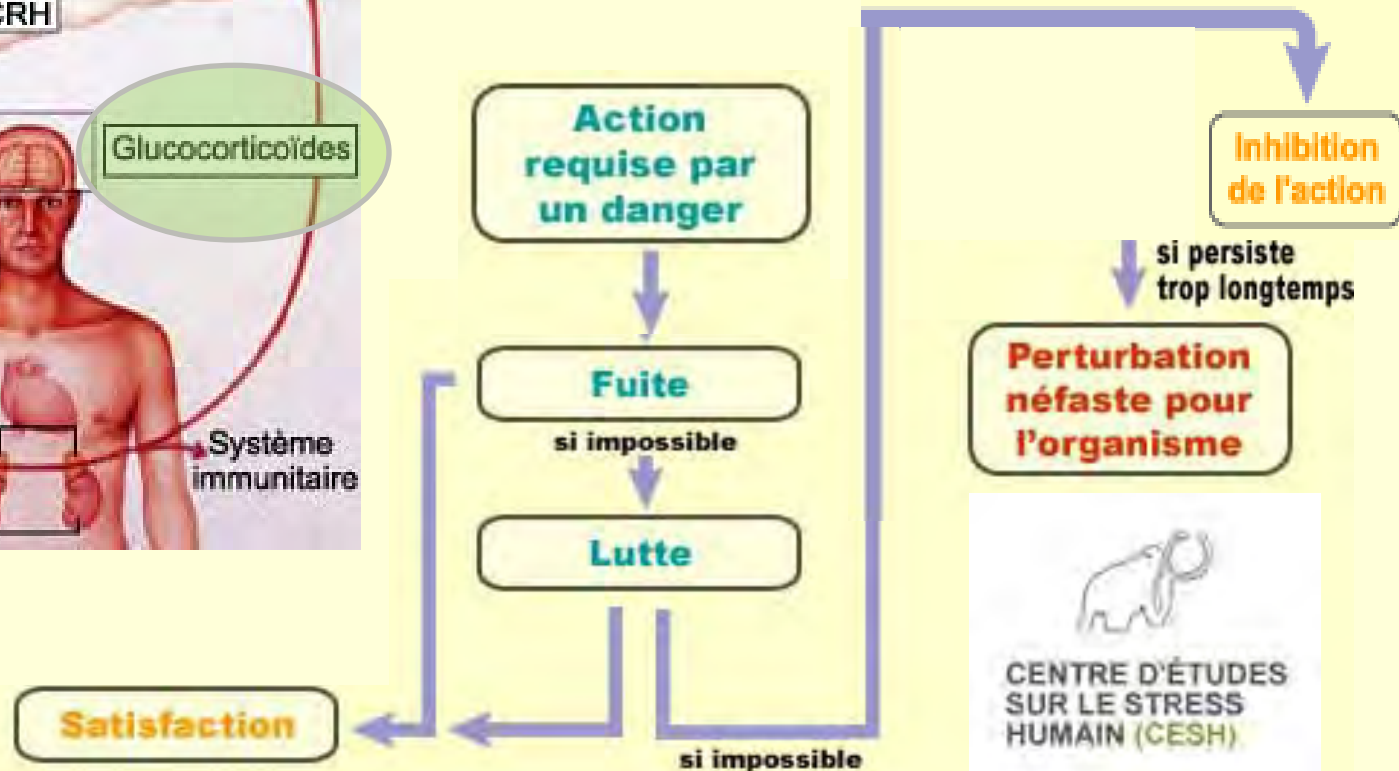 CRH
Glucocorticoïdes
Système
immunitaire
Action
requise par
un danger
Fuite
si impossible
Lutte
Satisfaction
si impossible
Inhibition
de l'action
si persiste
trop longtemps
Perturbation
néfaste pour
l'organisme
CENTRE D'ÉTUDES
SUR LE STRESS
HUMAIN (CESH)